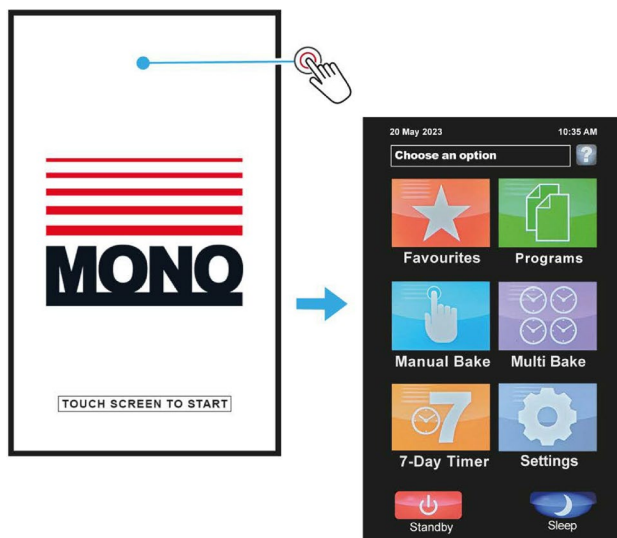 MONO
TOUCH SCREEN TO START
20 May 2023 10:35 AM
Choose an option ?
Favourites Programs
Manual Bake Multi Bake
7
7-Day Timer Settings
Standby Sleep